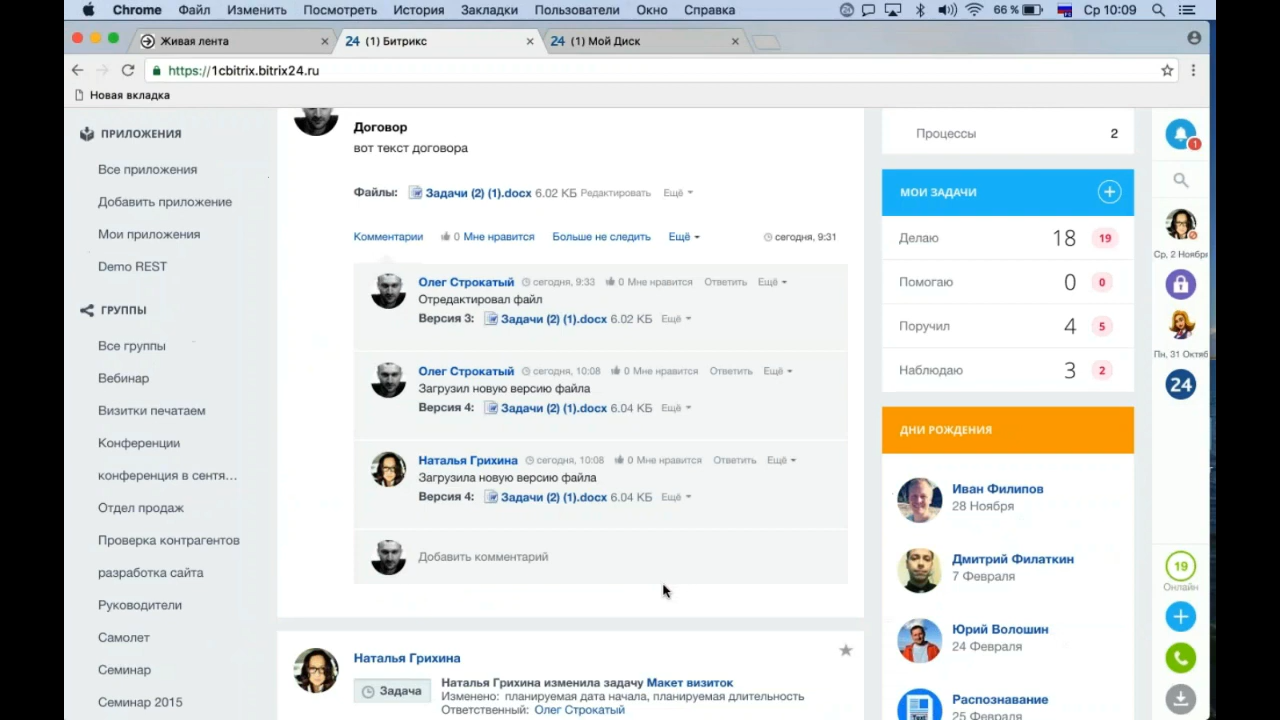 Chrome Файл Изменить Посмотреть История Закладки Пользователи Окно Справка 66 % Ср 10:09
Живая лента
24 (1) Битрикс
24 (1) Мой Диск
https://1cbitrix.bitrix24.ru
Новая вкладка
ПРИЛОЖЕНИЯ
Все приложения
Добавить приложение
Мои приложения
Demo REST
ГРУППЫ
Все группы
Вебинар
Визитки печатаем
Конференции
конференция в сентя...
Отдел продаж
Проверка контрагентов
разработка сайта
Руководители
Самолет
Семинар
Семинар 2015
Договор
вот текст договора
Файлы: Задачи (2) (1).docx 6.02 КБ Редактировать Ещё
Комментарии 0 Мне нравится Больше не следить Ещё сегодня, 9:31
Олег Строкатый сегодня, 9:33 0 Мне нравится Ответить Ещё
Отредактировал файл
Версия 3: Задачи (2) (1).docx 6.02 КБ Ещё
Олег Строкатый сегодня, 10:08 0 Мне нравится Ответить Ещё
Загрузил новую версию файла
Версия 4: Задачи (2) (1).docx 6.04 КБ Ещё
Наталья Грихина сегодня, 10:08 0 Мне нравится Ответить Ещё
Загрузила новую версию файла
Версия 4: Задачи (2) (1).docx 6.04 КБ Ещё
Добавить комментарий
Наталья Грихина
Задача
Наталья Грихина изменила задачу Макет визиток
Изменено: планируемая дата начала, планируемая длительность
Ответственный: Олег Строкатый
Процессы 2
МОИ ЗАДАЧИ
Делаю 18 19
Помогаю 0 0
Поручил 4 5
Наблюдаю 3 2
ДНИ РОЖДЕНИЯ
Иван Филипов
28 Ноября
Дмитрий Филаткин
7 Февраля
Юрий Волошин
24 Февраля
Распознавание
25 Февраля
1
Ср, 2 Ноябр
Пн, 31 Октяб
24
19
Онлайн